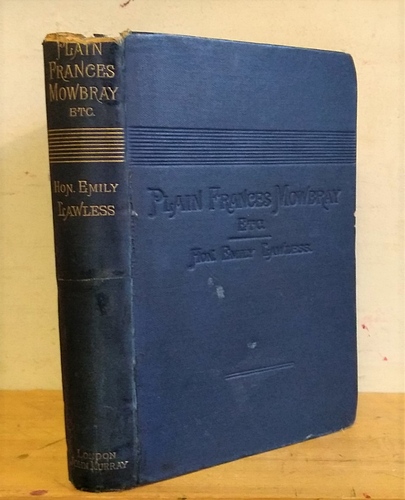 PLAIN
FRANCES
MOWBRAY
ETC.
HON. EMILY
LAWLESS
LONDON
JOHN MURRAY
PLAIN FRANCES MOWBRAY
ETC.
HON. EMILY LAWLESS.